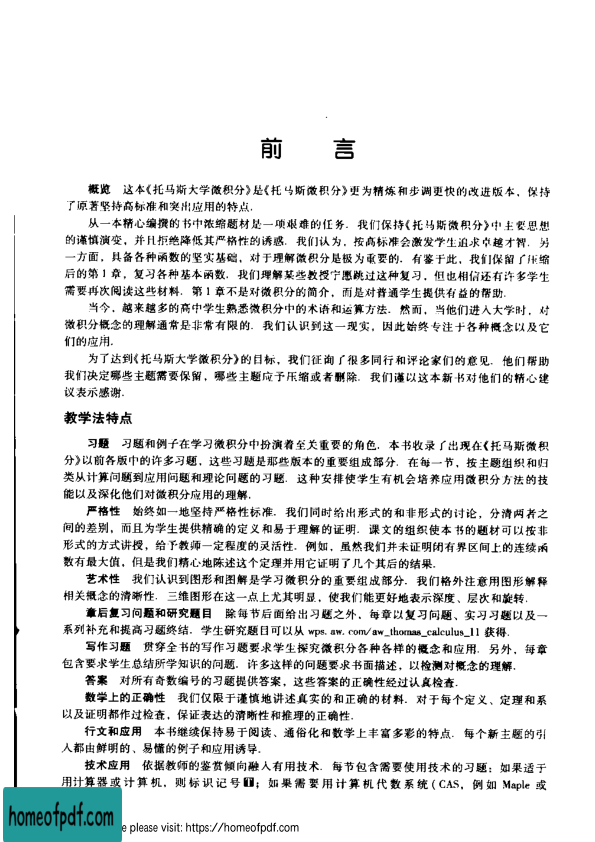 前 言
概览 这本《托马斯大学微积分》是《托马斯微积分》更为精炼和步调更快的改进版本，保持
了原著坚持高标准和突出应用的特点.
从一本精心编撰的书中浓缩题材是一项艰难的任务. 我们保持《托马斯微积分》中主要思想
的谨慎演变，并且拒绝降低其严格性的诱惑. 我们认为，按高标准会激发学生追求卓越才智. 另
一方面，具备各种函数的坚实基础，对于理解微积分是极为重要的. 有鉴于此，我们保留了压缩
后的第 1 章，复习各种基本函数. 我们理解某些教授宁愿跳过这种复习，但也相信还有许多学生
需要再次阅读这些材料. 第 1 章不是对微积分的简介，而是对普通学生提供有益的帮助.
当今，越来越多的高中学生熟悉微积分中的术语和运算方法. 然而，当他们进入大学时，对
微积分概念的理解通常是非常有限的. 我们认识到这一现实，因此始终专注于各种概念以及它
们的应用.
为了达到《托马斯大学微积分》的目标，我们征询了很多同行和评论家们的意见. 他们帮助
我们决定哪些主题需要保留，哪些主题应予压缩或者删除. 我们谨以这本新书对他们的精心建
议表示感谢.
教学法特点
习题 习题和例子在学习微积分中扮演着至关重要的角色. 本书收录了出现在《托马斯微积
分》以前各版中的许多习题，这些习题是那些版本的重要组成部分. 在每一节，按主题组织和归
类从计算问题到应用问题和理论问题的习题. 这种安排使学生有机会培养应用微积分方法的技
能以及深化他们对微积分应用的理解.
严格性 始终如一地坚持严格性标准. 我们同时给出形式的和非形式的讨论，分清两者之
间的差别，而且为学生提供精确的定义和易于理解的证明. 课文的组织使本书的题材可以按非
形式的方式讲授，给予教师一定程度的灵活性. 例如，虽然我们并未证明闭有界区间上的连续函
数有最大值，但是我们精心地陈述这个定理并用它证明了几个其后的结果.
艺术性 我们认识到图形和图解是学习微积分的重要组成部分. 我们格外注意用图形解释
相关概念的清晰性. 三维图形在这一点上尤其明显，使我们能更好地表示深度、层次和旋转.
章后复习问题和研究题目 除每节后面给出习题之外，每章以复习问题、实习习题以及一
系列补充和提高习题终结. 学生研究题目可以从 wps. aw. com/aw_thomas_calculus_11 获得.
写作习题 贯穿全书的写作习题要求学生探究微积分各种各样的概念和应用. 另外，每章
包含要求学生总结所学知识的问题. 许多这样的问题要求书面描述，以检测对概念的理解.
答案 对所有奇数编号的习题提供答案，这些答案的正确性经过认真检查.
数学上的正确性 我们仅限于谨慎地讲述真实的和正确的材料. 对于每个定义、定理和系
以及证明都作过检查，保证表达的清晰性和推理的正确性.
行文和应用 本书继续保持易于阅读、通俗化和数学上丰富多彩的特点. 每个新主题的引
入都由鲜明的、易懂的例子和应用诱导.
技术应用 依据教师的鉴赏倾向融入有用技术. 每节包含需要使用技术的习题；如果适于
用计算器或计算机，则标识记号T；如果需要用计算机代数系统(CAS，例如 Maple 或
homeofpdf.com
e please visit: https://homeofpdf.com